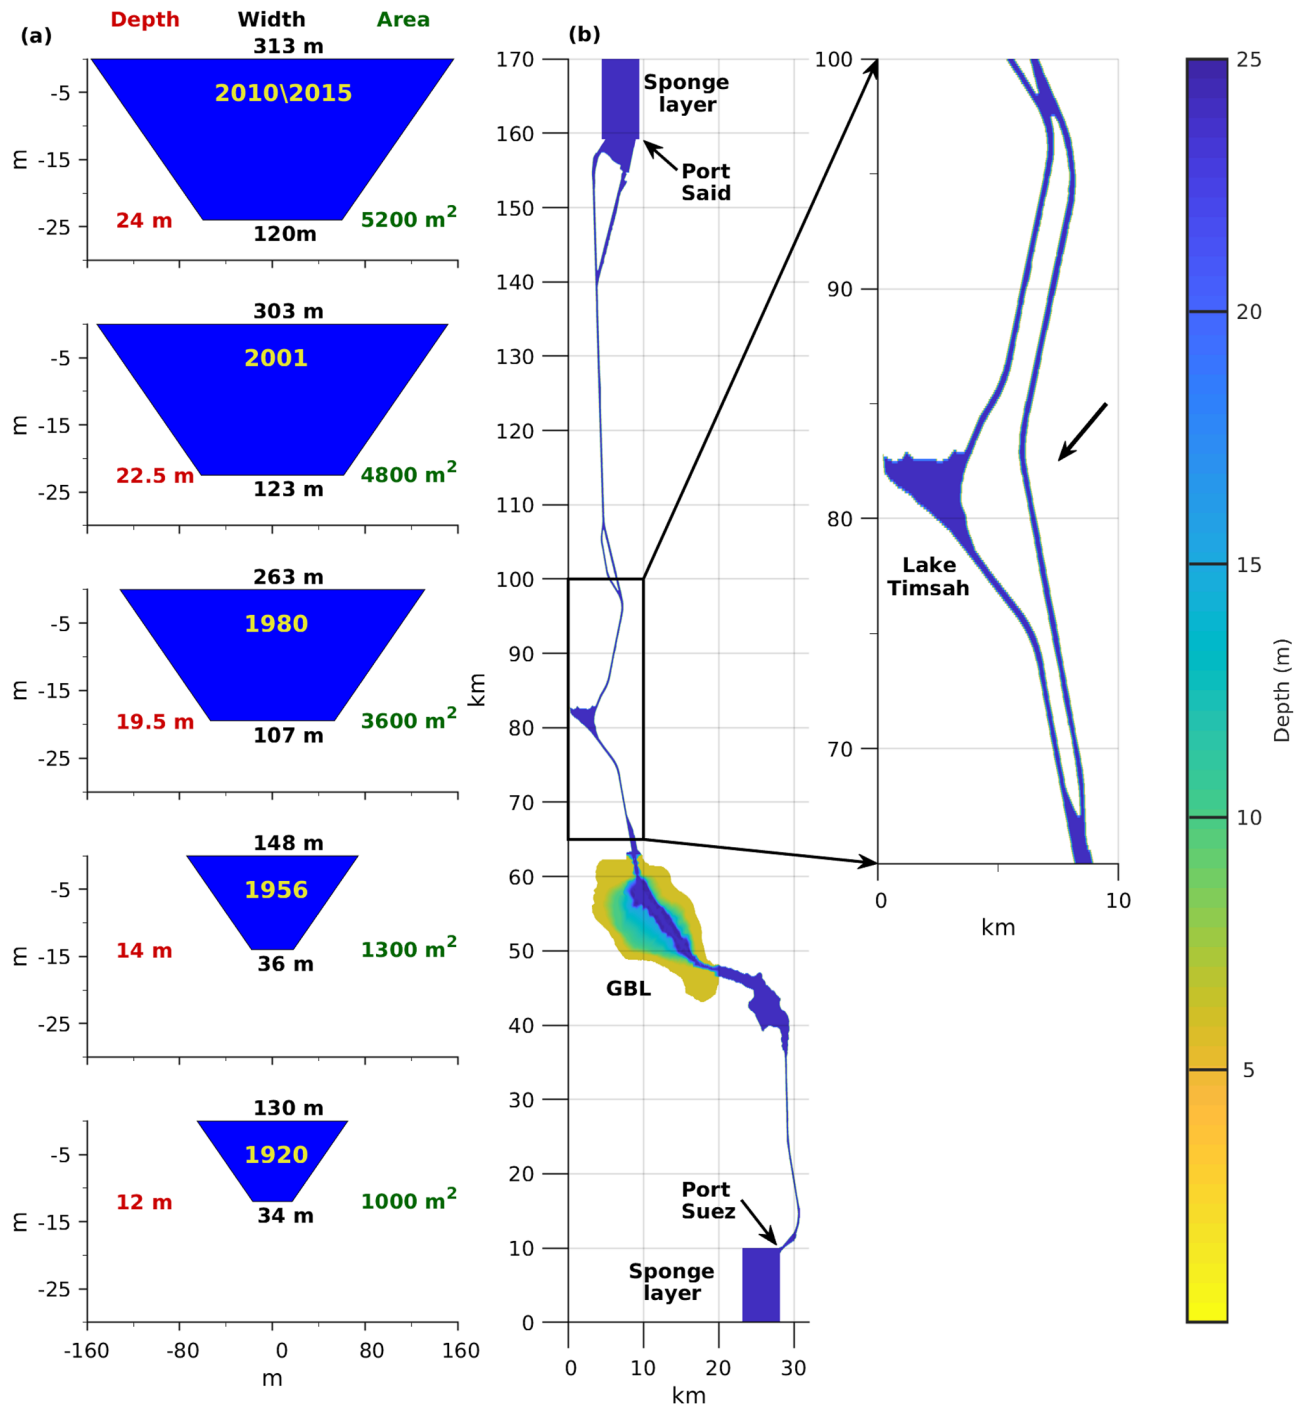 (a)
Depth
Width
Area
313 m
2010\2015
-5
-15
-25
m
24 m
120m
5200 m²
303 m
2001
-5
-15
-25
m
22.5 m
123 m
4800 m²
263 m
1980
-5
-15
-25
m
19.5 m
107 m
3600 m²
148 m
1956
-5
-15
-25
m
14 m
36 m
1300 m²
130 m
1920
-5
-15
-25
m
12 m
34 m
1000 m²
-160
-80
0
80
160
m
(b)
170
160
150
140
130
120
110
100
90
80
70
60
50
40
30
20
10
0
km
Sponge
layer
Port
Said
GBL
Port
Suez
Sponge
layer
0
10
20
30
km
100
90
80
70
Lake
Timsah
0
10
km
25
20
15
10
5
Depth (m)